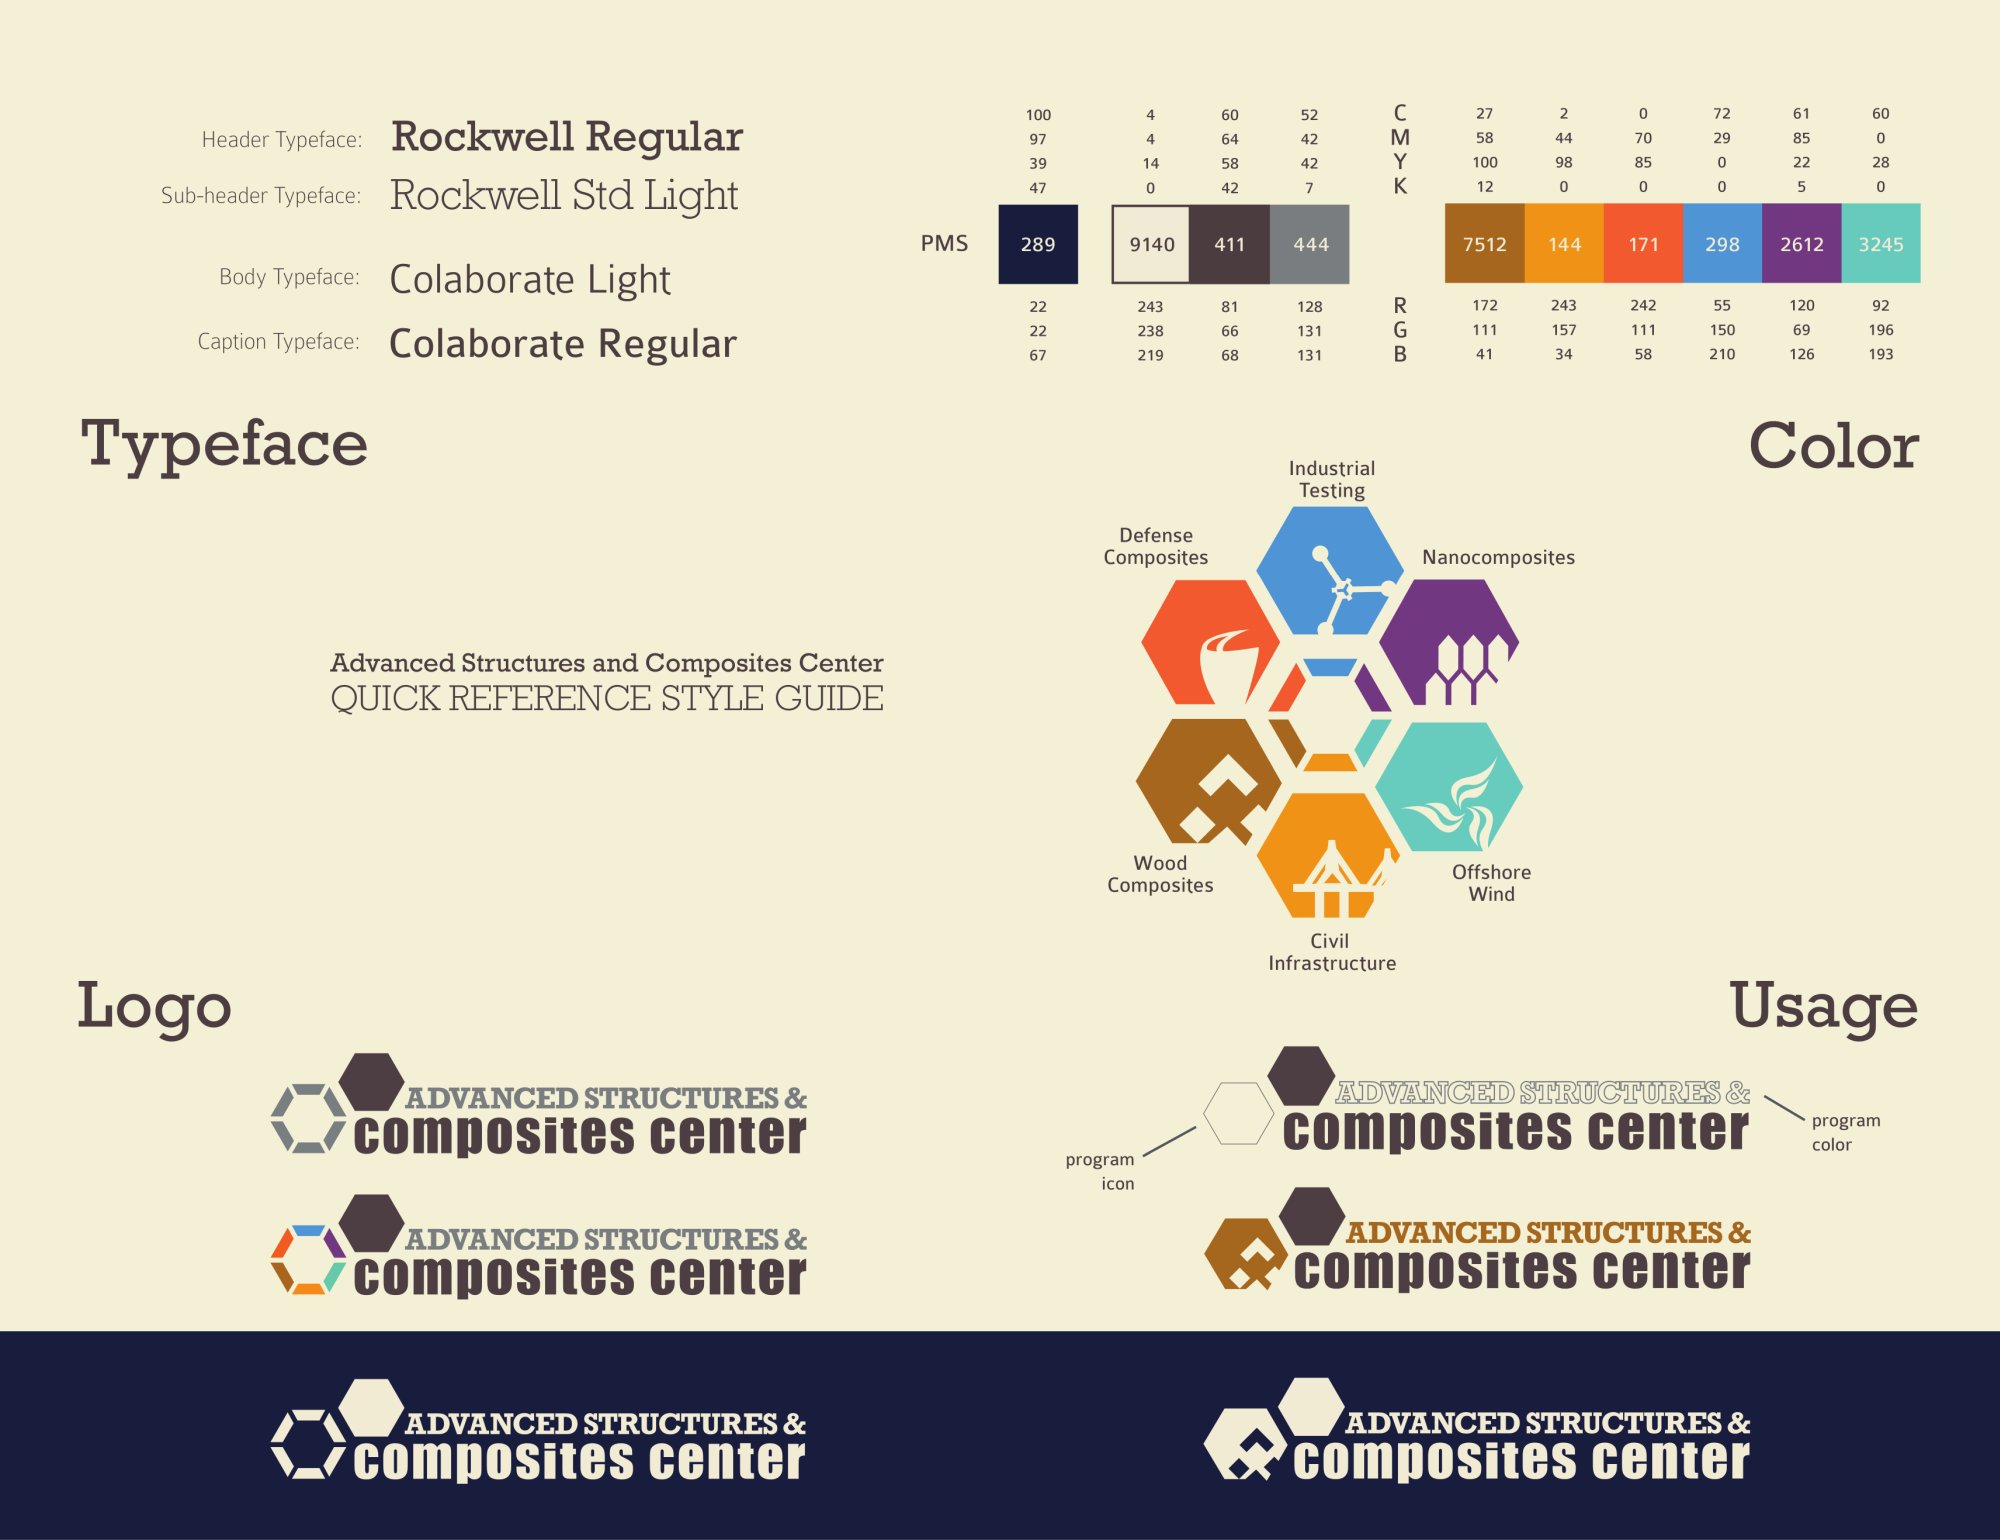 Header Typeface: Rockwell Regular
Sub-header Typeface: Rockwell Std Light
Body Typeface: Colaborate Light
Caption Typeface: Colaborate Regular
Typeface
100 4 60 52 C 27 2 0 72 61 60
97 4 64 42 M 58 44 70 29 85 0
39 14 58 42 Y 100 98 85 0 22 28
47 0 42 7 K 12 0 0 0 5 0
PMS 289 9140 411 444 7512 144 171 298 2612 3245
22 243 81 128 R 172 243 242 55 120 92
22 238 66 131 G 111 157 111 150 69 196
67 219 68 131 B 41 34 58 210 126 193
Color
Advanced Structures and Composites Center
QUICK REFERENCE STYLE GUIDE
Industrial
Testing
Defense
Composites
Nanocomposites
Wood
Composites
Offshore
Wind
Civil
Infrastructure
Logo
ADVANCED STRUCTURES &
composites center
ADVANCED STRUCTURES &
composites center
ADVANCED STRUCTURES &
composites center
Usage
ADVANCED STRUCTURES &
composites center
program
color
program
icon
ADVANCED STRUCTURES &
composites center
ADVANCED STRUCTURES &
composites center